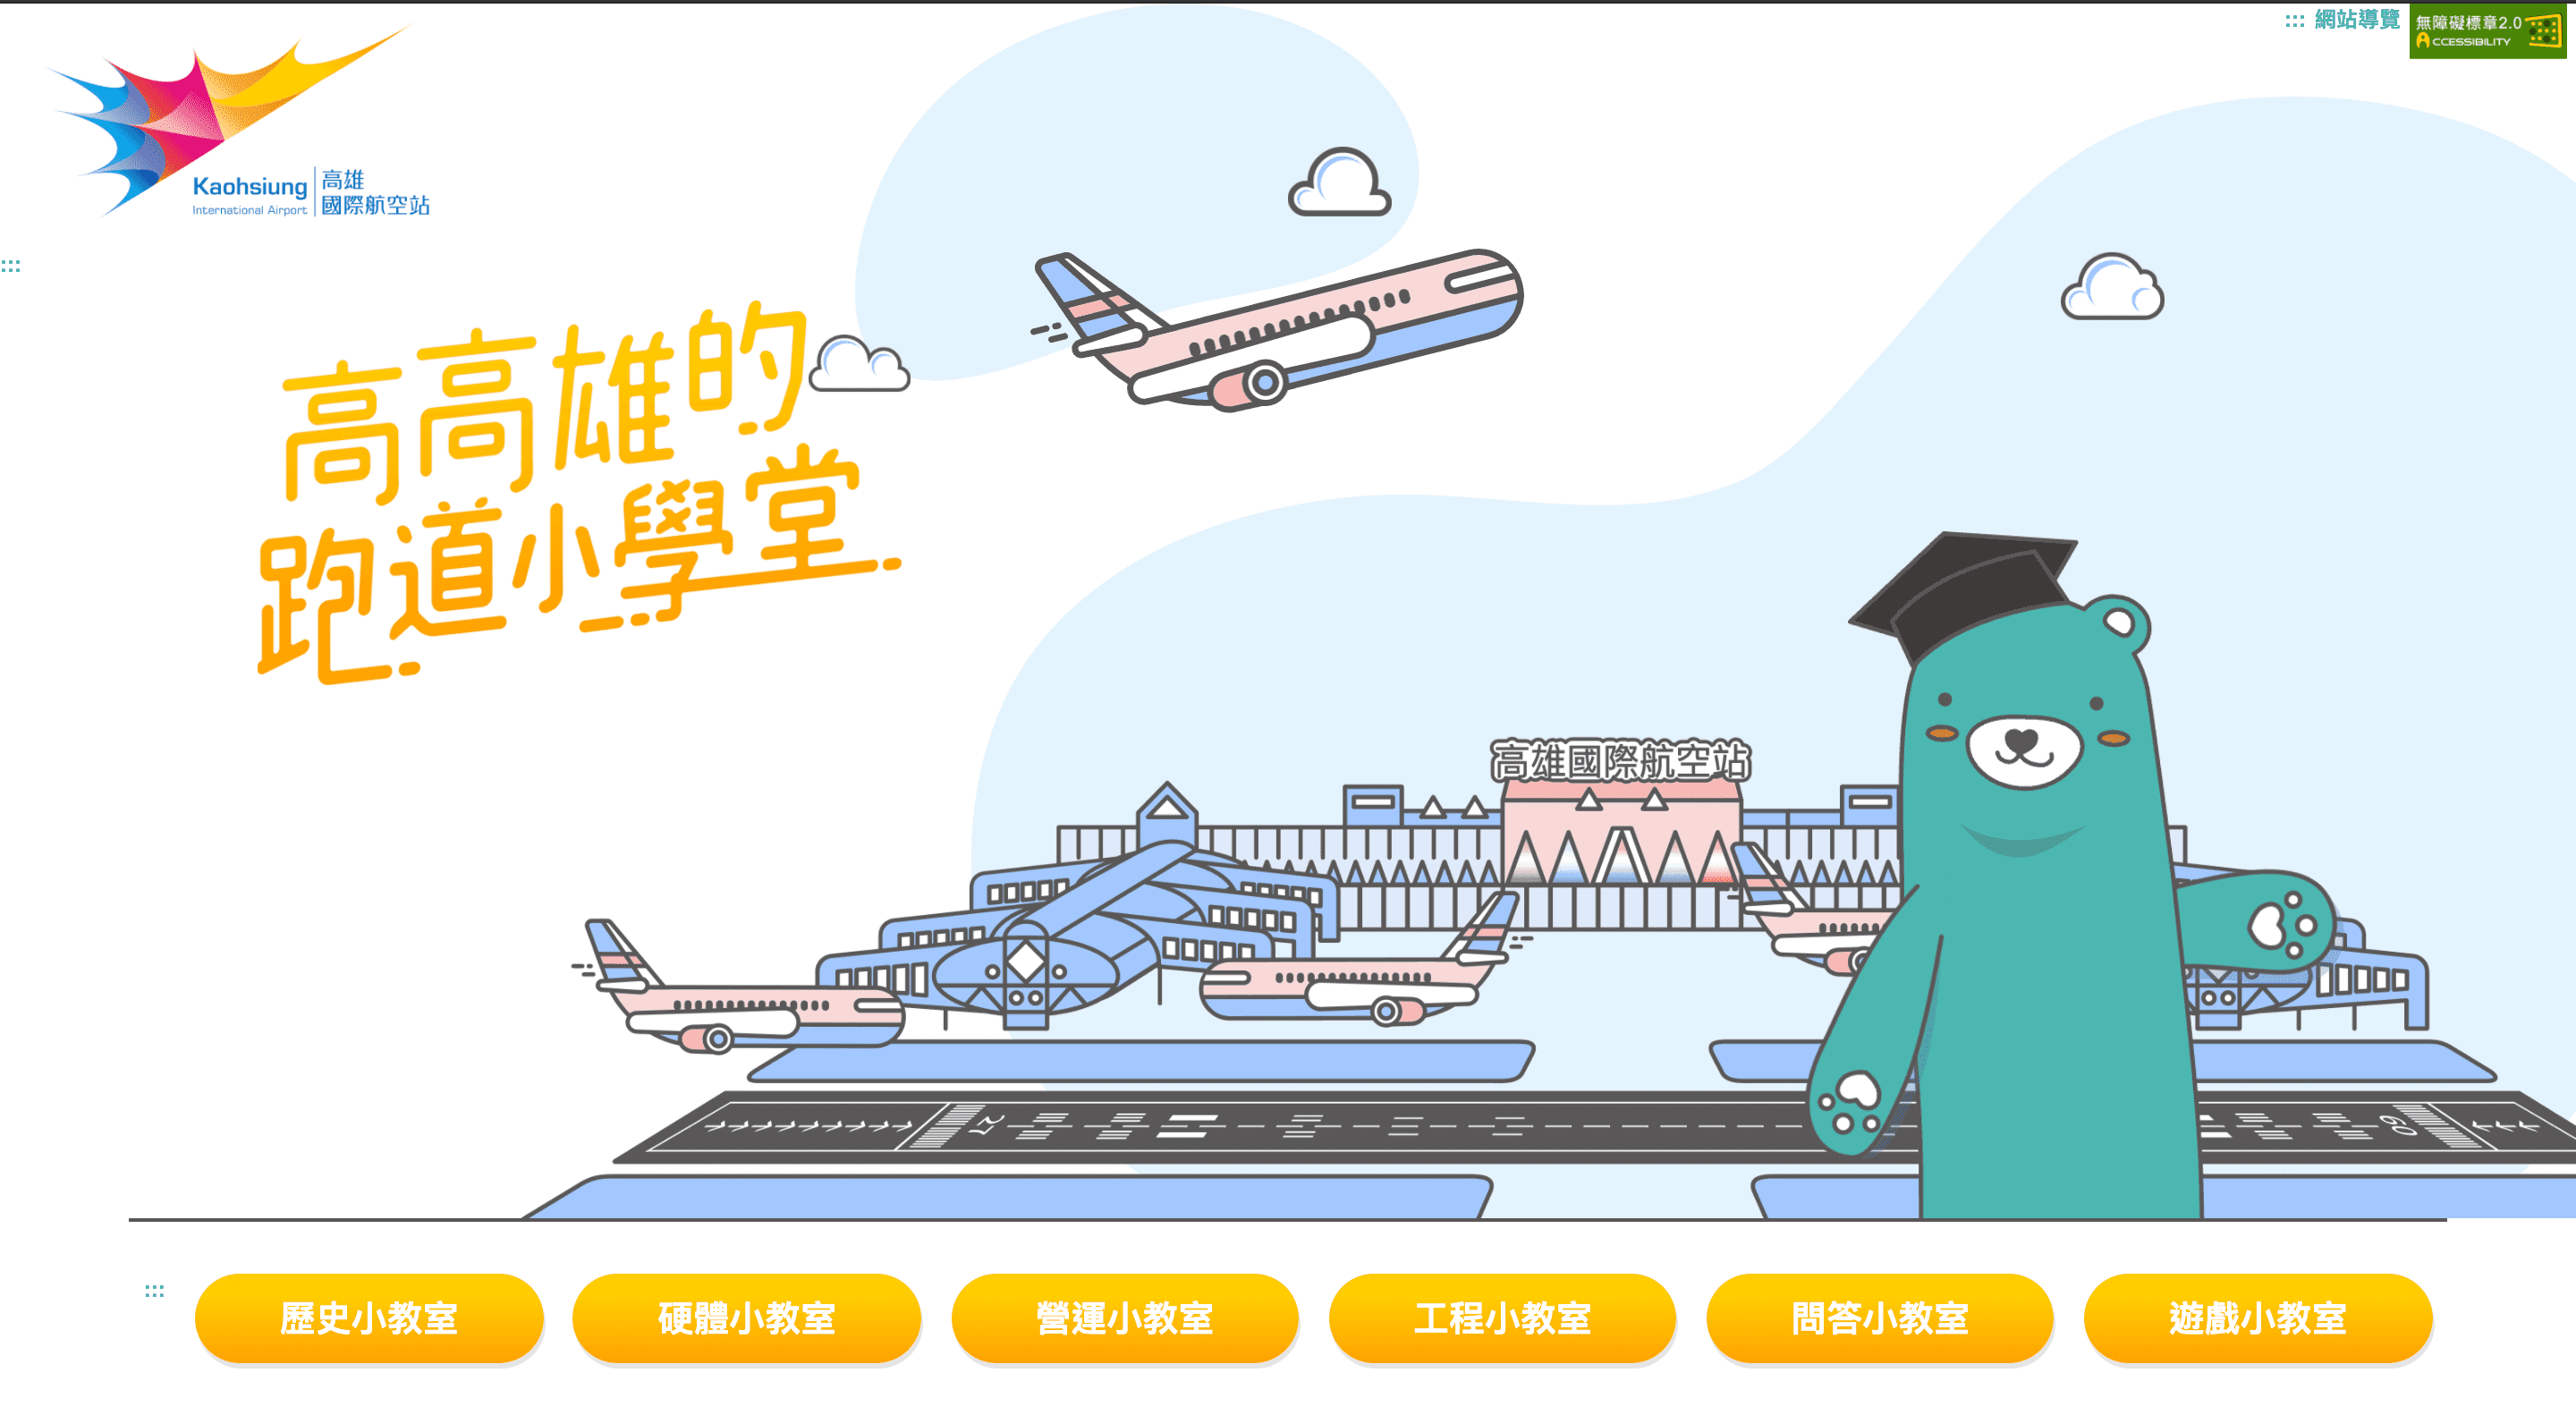 ::: 網站導覽
無障礙標章2.0
ACCESSIBILITY
Kaohsiung
International Airport
高雄
國際航空站
:::
高高雄的
跑道小學堂
高雄國際航空站
27
09
:::
歷史小教室
硬體小教室
營運小教室
工程小教室
問答小教室
遊戲小教室